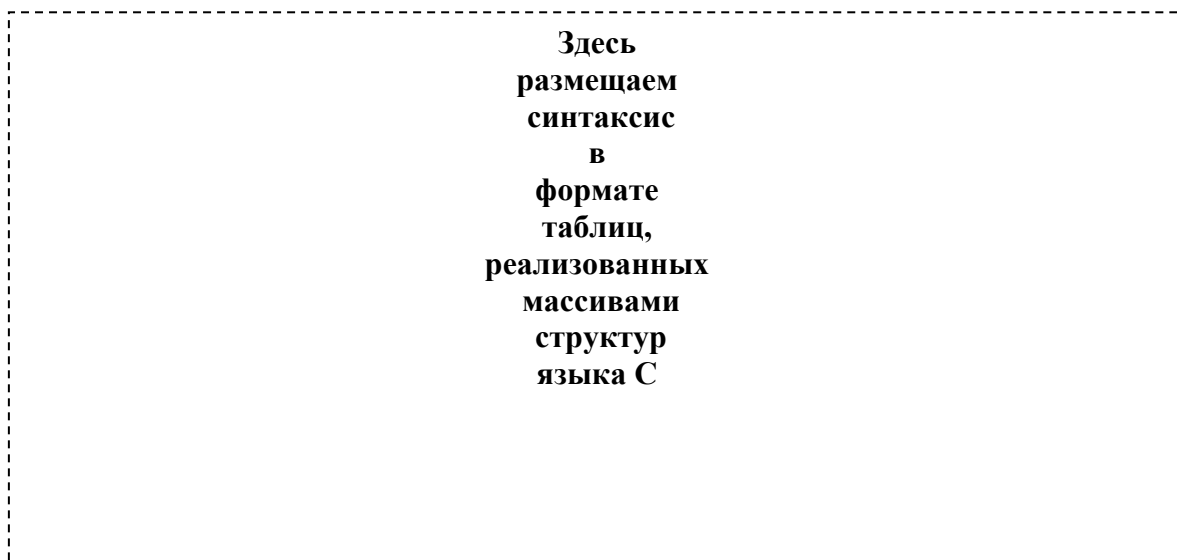 Здесь
размещаем
синтаксис
в
формате
таблиц,
реализованных
массивами
структур
языка С